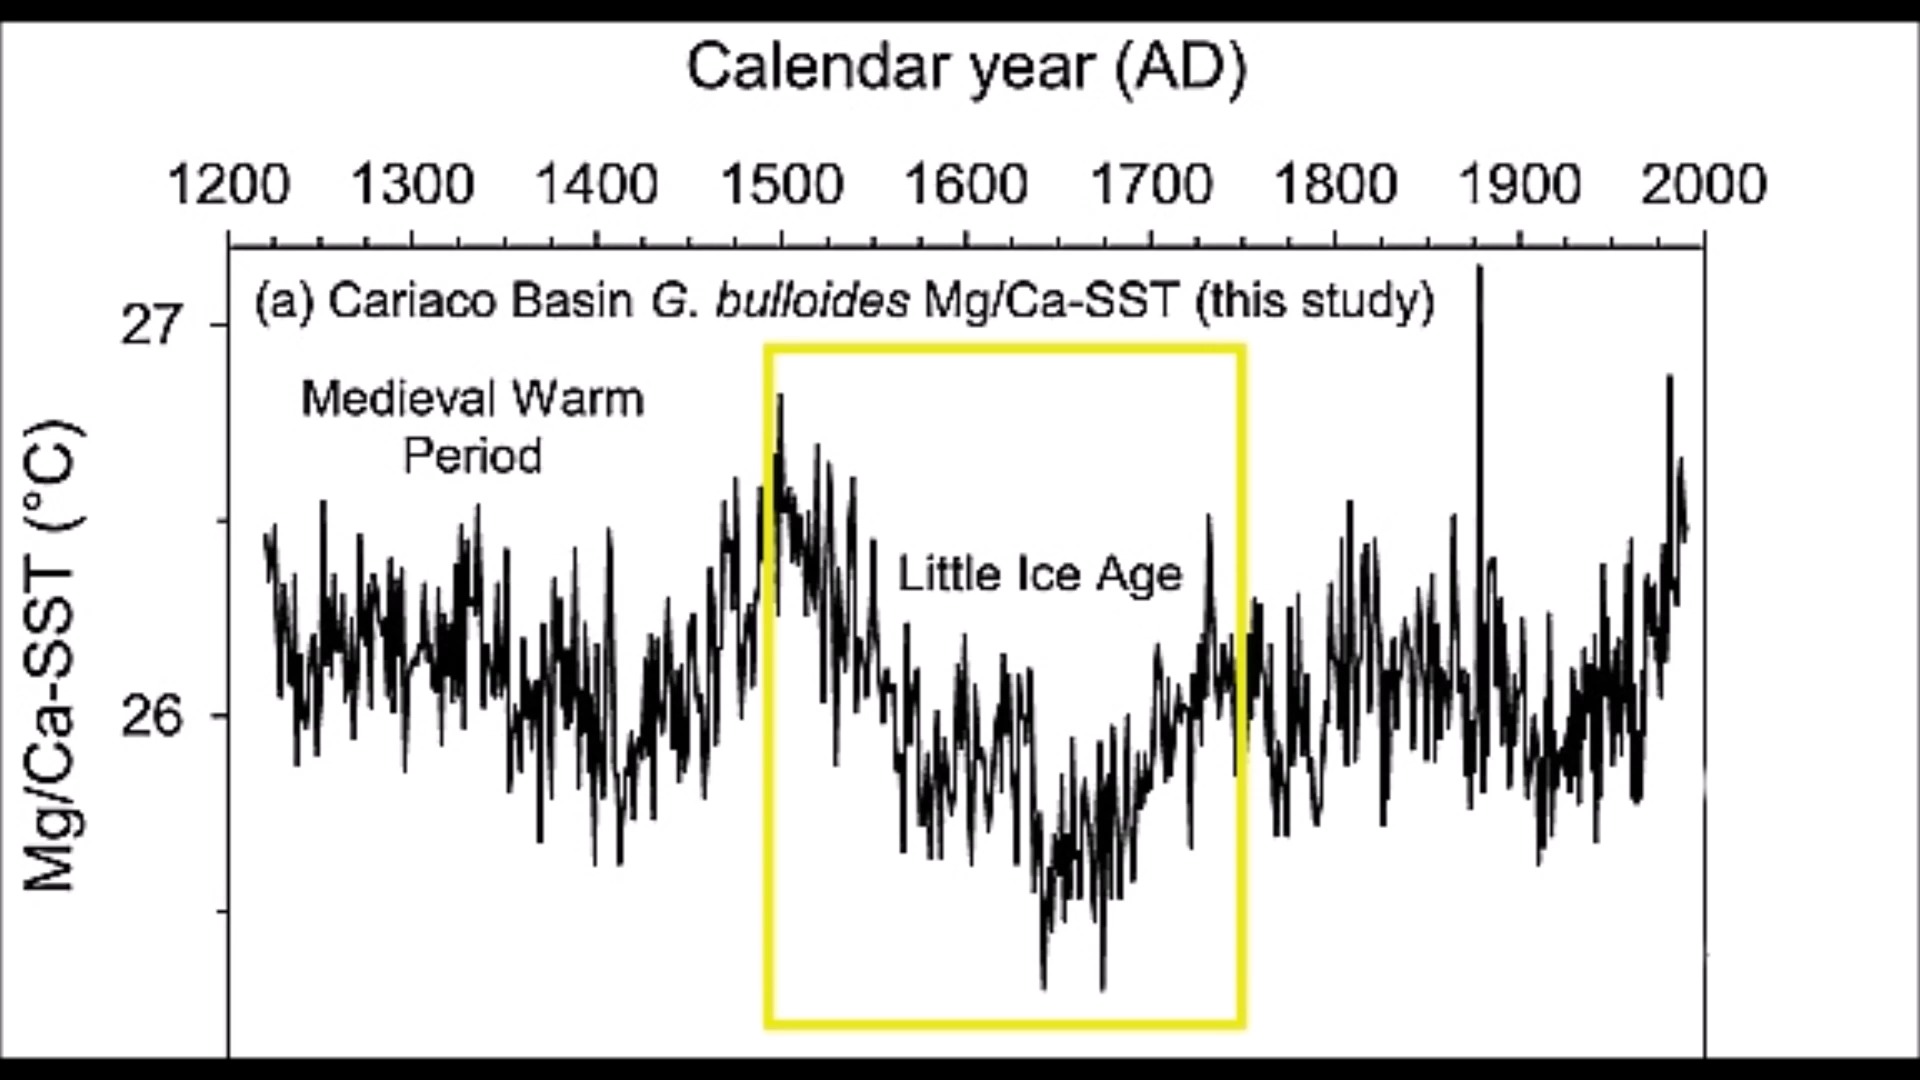 Calendar year (AD)
1200 1300 1400 1500 1600 1700 1800 1900 2000
(a) Cariaco Basin G. bulloides Mg/Ca-SST (this study)
27
Medieval Warm
Period
Little Ice Age
26
Mg/Ca-SST (°C)